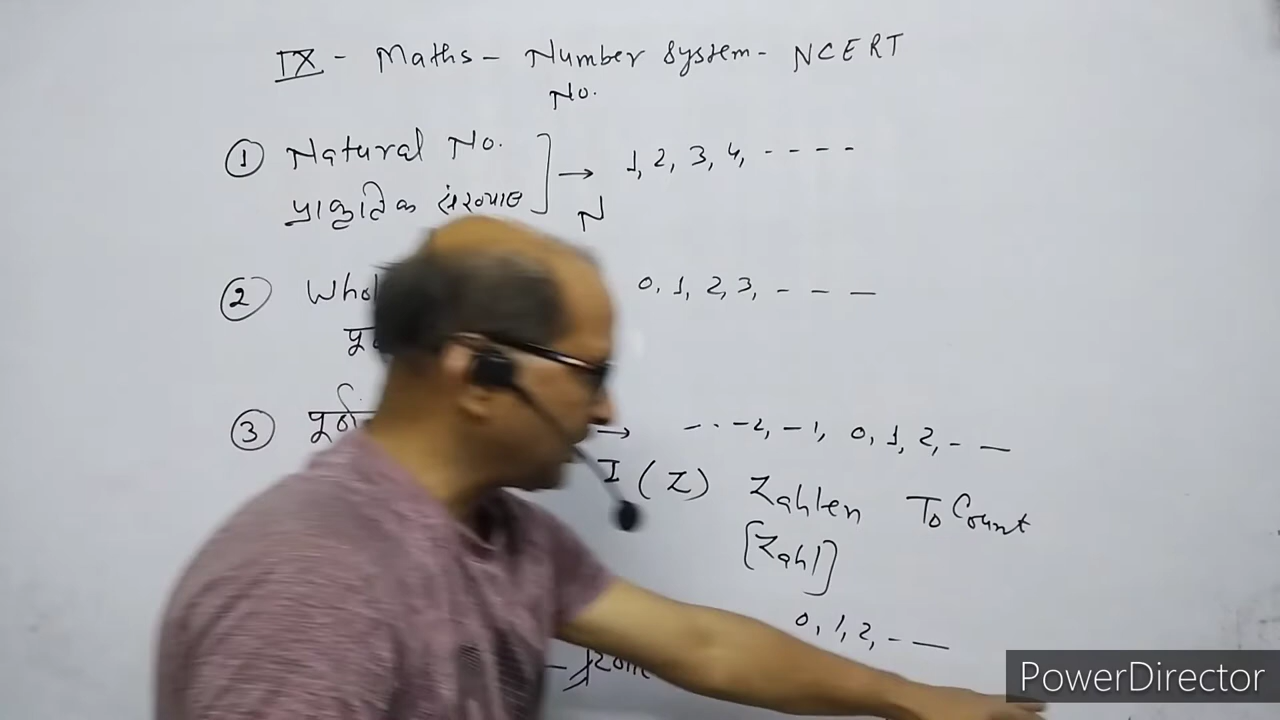 IX - Maths - Number System - NCERT
No.
① Natural No. → 1, 2, 3, 4, - - - -
प्राकृतिक संख्याएं N
② Whol 0, 1, 2, 3, - - -
③ → - . . -2, -1, 0, 1, 2, - -
I (Z) Zahlen To Count
[Zahl]
0, 1, 2, - -
PowerDirector